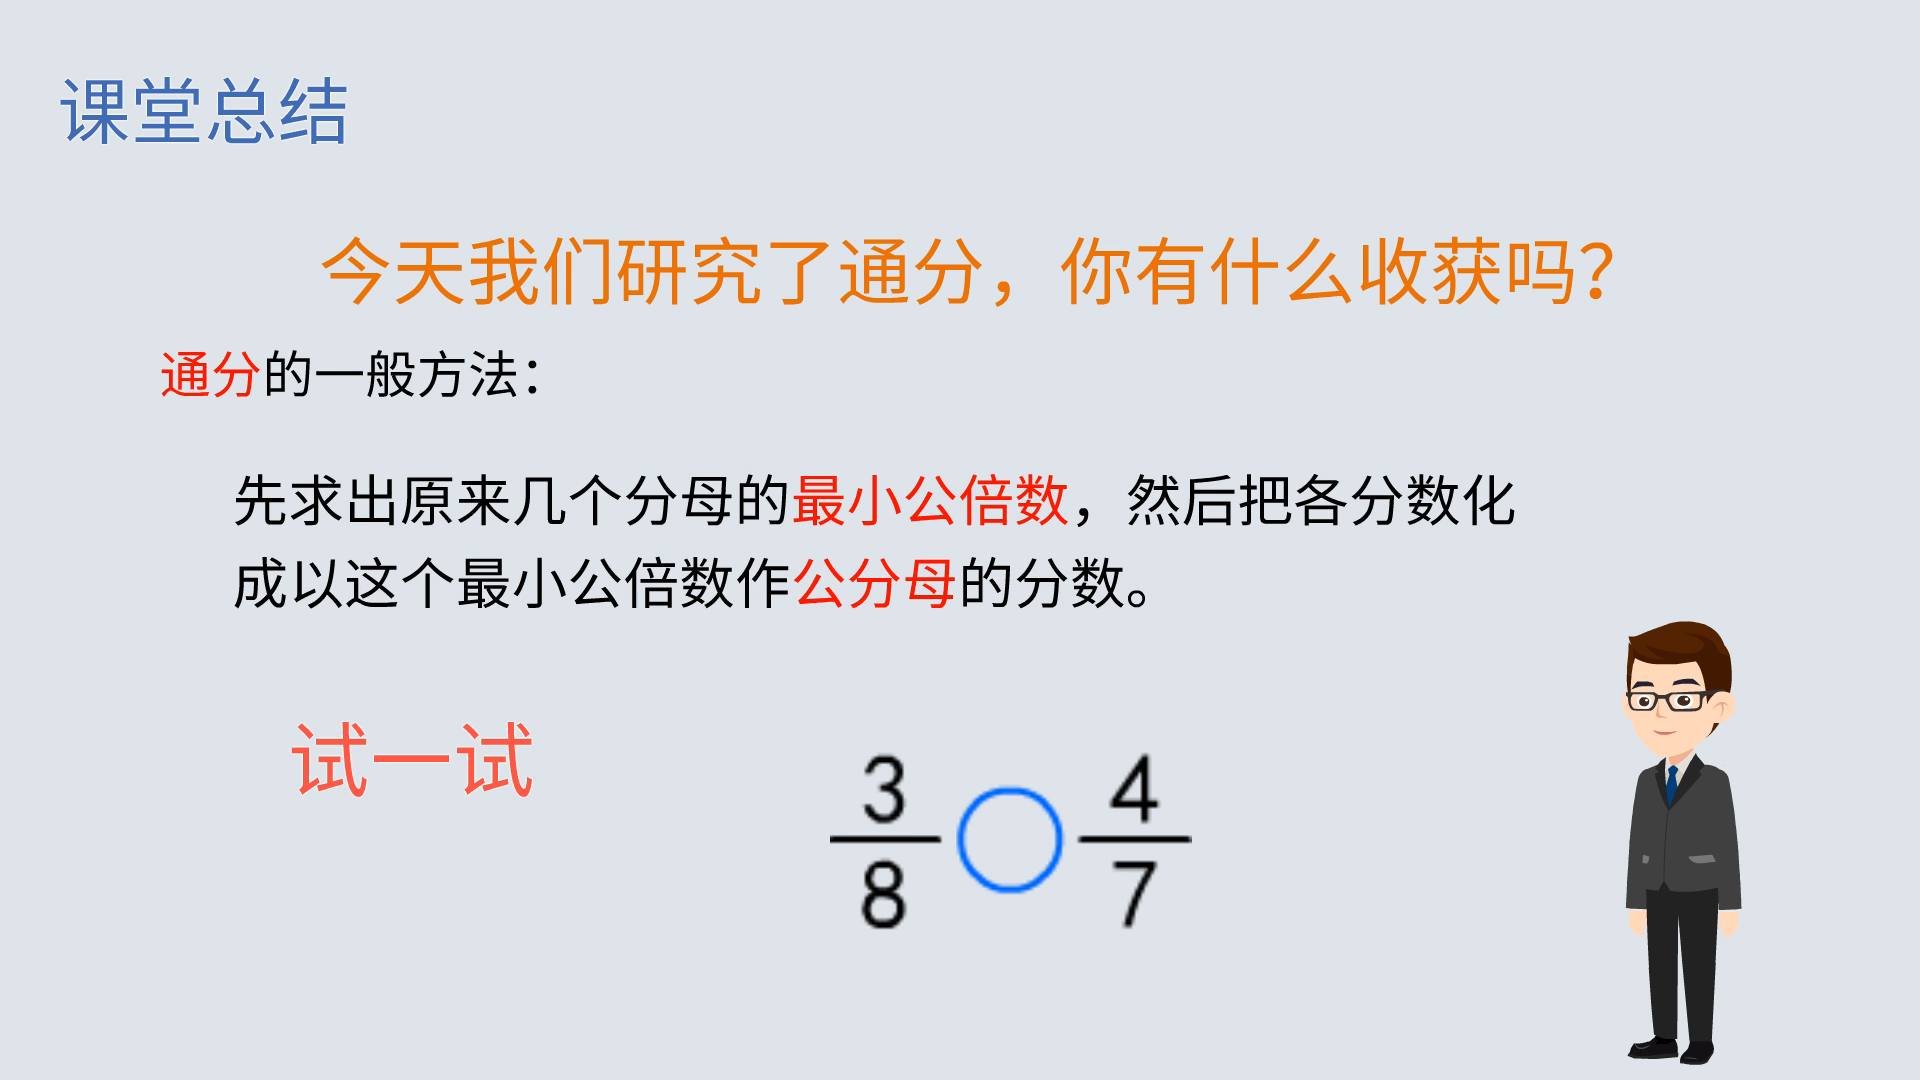 课堂总结
今天我们研究了通分，你有什么收获吗？
通分的一般方法：
先求出原来几个分母的最小公倍数，然后把各分数化
成以这个最小公倍数作公分母的分数。
试一试
3/8 ○ 4/7